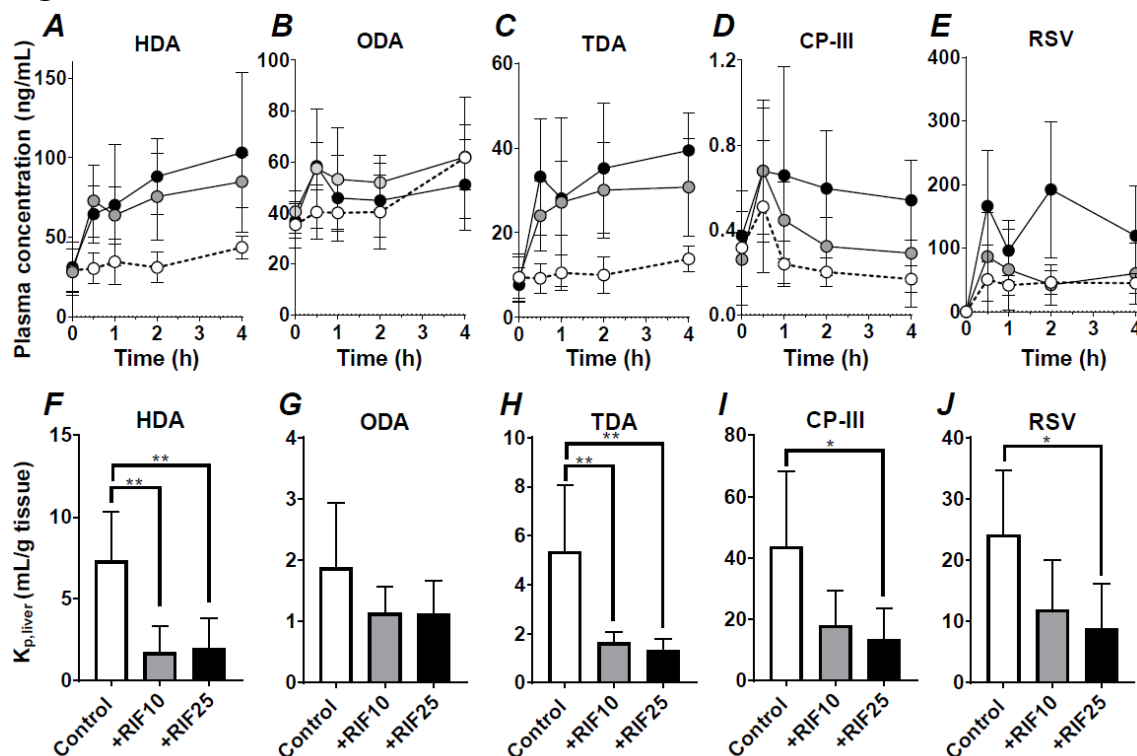 A HDA
B ODA
C TDA
D CP-III
E RSV
Plasma concentration (ng/mL)
150
100
50
0
0 1 2 3 4
Time (h)
100
80
60
40
20
0
0 1 2 3 4
Time (h)
60
40
20
0
0 1 2 3 4
Time (h)
1.2
0.8
0.4
0.0
0 1 2 3 4
Time (h)
400
300
200
100
0
0 1 2 3 4
Time (h)
F HDA
G ODA
H TDA
I CP-III
J RSV
Kp,liver (mL/g tissue)
15
10
5
0
**
**
Control +RIF10 +RIF25
4
3
2
1
0
Control +RIF10 +RIF25
10
8
6
4
2
0
**
**
Control +RIF10 +RIF25
80
60
40
20
0
*
Control +RIF10 +RIF25
40
30
20
10
0
*
Control +RIF10 +RIF25